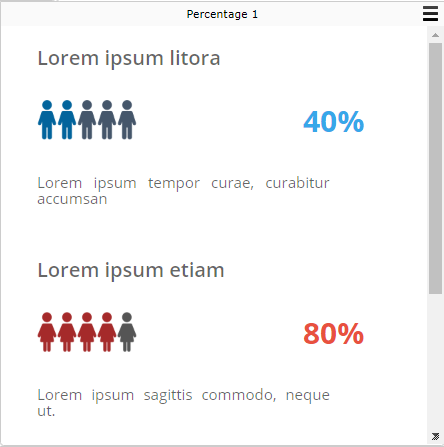 Percentage 1
Lorem ipsum litora
40%
Lorem ipsum tempor curae, curabitur
accumsan
Lorem ipsum etiam
80%
Lorem ipsum sagittis commodo, neque
ut.